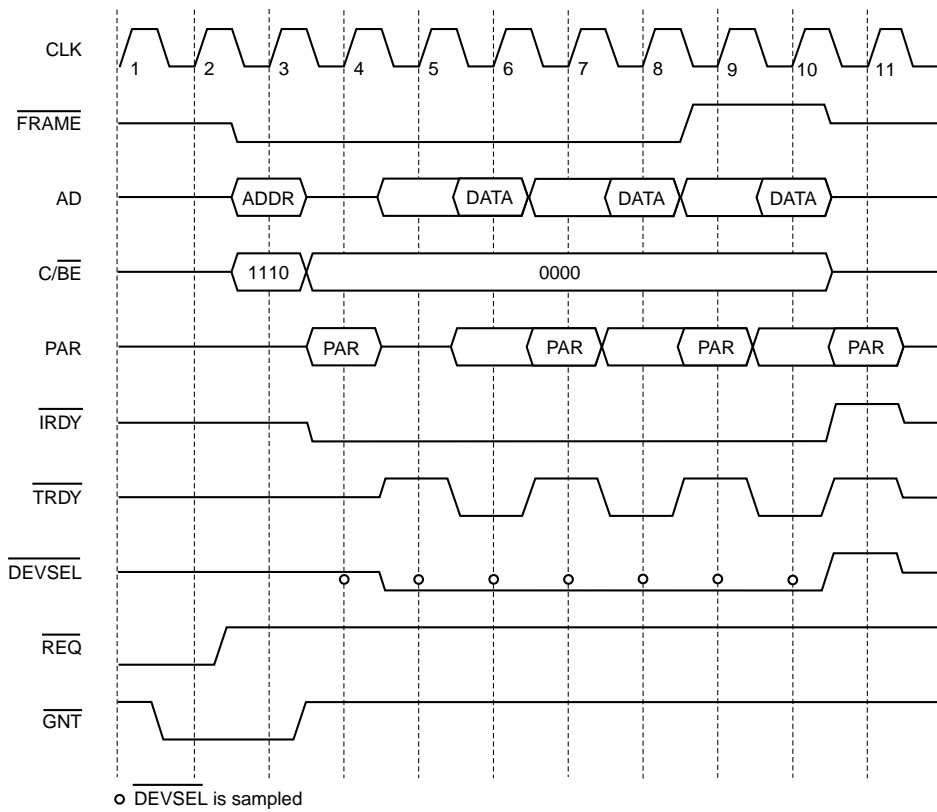 CLK
1 2 3 4 5 6 7 8 9 10 11
FRAME
AD ADDR DATA DATA DATA
C/BE 1110 0000
PAR PAR PAR PAR PAR
IRDY
TRDY
DEVSEL
REQ
GNT
DEVSEL is sampled